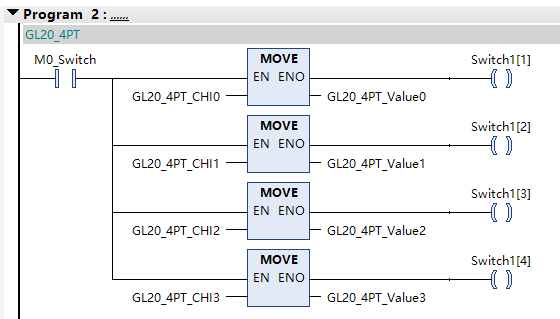 Program 2 : ,,,,,,
GL20_4PT
M0_Switch
MOVE
Switch1[1]
EN ENO
GL20_4PT_CHI0
GL20_4PT_Value0
MOVE
Switch1[2]
EN ENO
GL20_4PT_CHI1
GL20_4PT_Value1
MOVE
Switch1[3]
EN ENO
GL20_4PT_CHI2
GL20_4PT_Value2
MOVE
Switch1[4]
EN ENO
GL20_4PT_CHI3
GL20_4PT_Value3